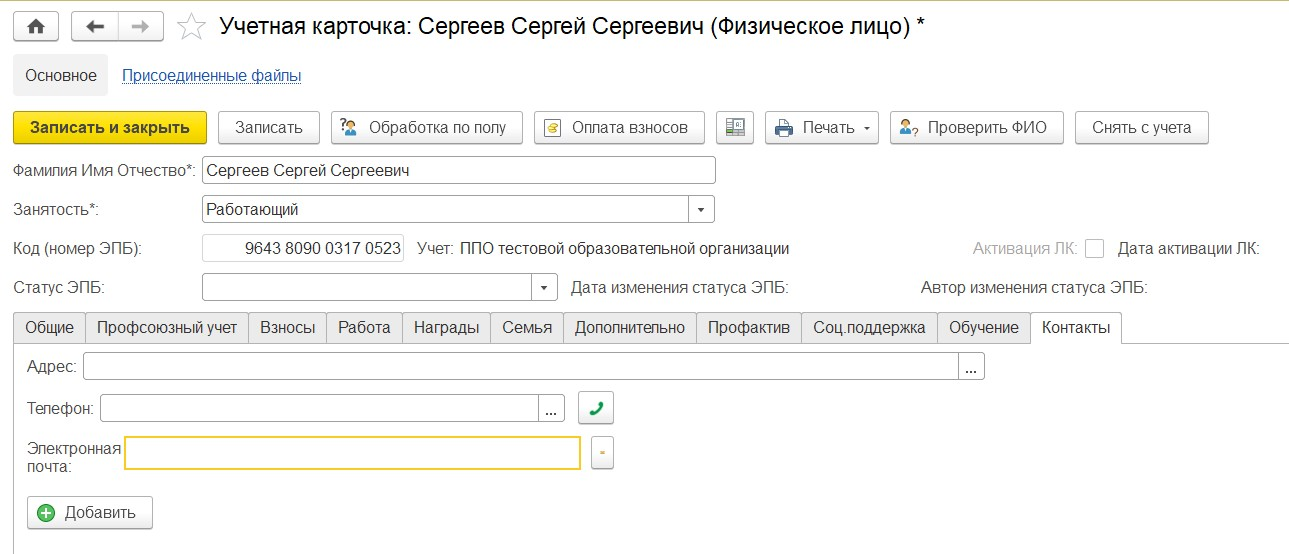 Учетная карточка: Сергеев Сергей Сергеевич (Физическое лицо) *
Основное Присоединенные файлы
Записать и закрыть Записать Обработка по полу Оплата взносов Печать Проверить ФИО Снять с учета
Фамилия Имя Отчество*: Сергеев Сергей Сергеевич
Занятость*: Работающий
Код (номер ЭПБ): 9643 8090 0317 0523 Учет: ППО тестовой образовательной организации Активация ЛК: Дата активации ЛК:
Статус ЭПБ: Дата изменения статуса ЭПБ: Автор изменения статуса ЭПБ:
Общие Профсоюзный учет Взносы Работа Награды Семья Дополнительно Профактив Соц.поддержка Обучение Контакты
Адрес: ...
Телефон: ...
Электронная
почта:
Добавить